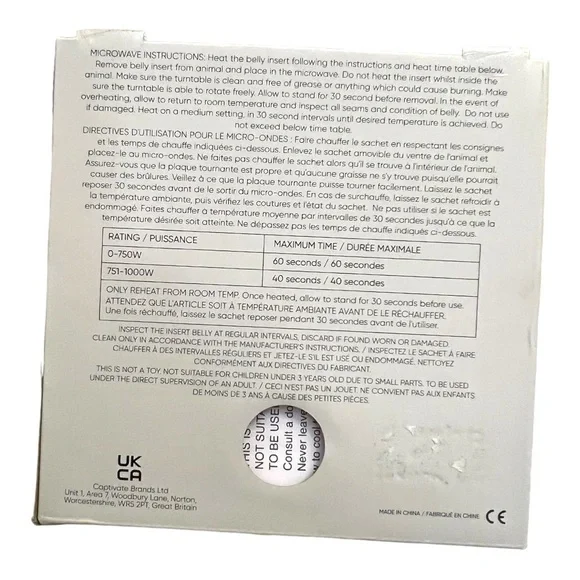 MICROWAVE INSTRUCTIONS: Heat the belly insert following the instructions and heat time table below.
Remove belly insert from animal and place in the microwave. Do not heat the insert whilst inside the
animal. Make sure the turntable is clean and free of grease or anything which could cause burning. Make
sure the turntable is able to rotate freely. Allow to stand for 30 second before removal. In the event of
overheating, allow to return to room temperature and inspect all seams and condition of belly. Do not use
if damaged. Heat on a medium setting, in 30 second intervals until desired temperature is achieved. Do
not exceed below time table.
DIRECTIVES D'UTILISATION POUR LE MICRO-ONDES : Faire chauffer le sachet en respectant les consignes
et les temps de chauffe indiquées ci-dessous. Enlevez le sachet amovible du ventre de l'animal et
placez-le au micro-ondes. Ne faites pas chauffer le sachet alors qu'il se trouve à l'intérieur de l'animal.
Assurez-vous que la plaque tournante est propre et qu'aucune graisse ne s'y trouve puisqu'elle pourrait
causer des brûlures. Veillez à ce que la plaque tournante puisse tourner facilement. Laissez le sachet
reposer 30 secondes avant de le sortir du micro-ondes. En cas de surchauffe, laissez le sachet refroidir à
la température ambiante, puis vérifiez les coutures et l'état du sachet. Ne pas utiliser si le sachet est
endommagé. Faites chauffer à température moyenne par intervalles de 30 secondes jusqu'à ce que la
température désirée soit atteinte. Ne dépassez pas les temps de chauffe indiqués ci-dessous.
RATING / PUISSANCE MAXIMUM TIME / DURÉE MAXIMALE
0-750W 60 seconds / 60 secondes
751-1000W 40 seconds / 40 secondes
ONLY REHEAT FROM ROOM TEMP. Once heated, allow to stand for 30 seconds before use.
ATTENDEZ QUE L'ARTICLE SOIT À TEMPÉRATURE AMBIANTE AVANT DE LE RÉCHAUFFER.
Une fois réchauffé, laissez le sachet reposer pendant 30 secondes avant de l'utiliser.
INSPECT THE INSERT BELLY AT REGULAR INTERVALS, DISCARD IF FOUND WORN OR DAMAGED.
CLEAN ONLY IN ACCORDANCE WITH THE MANUFACTURER'S INSTRUCTIONS. / INSPECTEZ LE SACHET À FAIRE
CHAUFFER À DES INTERVALLES RÉGULIERS ET JETEZ-LE S'IL EST USÉ OU ENDOMMAGÉ. NETTOYEZ
CONFORMÉMENT AUX DIRECTIVES DU FABRICANT.
THIS IS NOT A TOY NOT SUITABLE FOR CHILDREN UNDER 3 YEARS OLD DUE TO SMALL PARTS. TO BE USED
UNDER THE DIRECT SUPERVISION OF AN ADULT. / CECI N'EST PAS UN JOUET. NE CONVIENT PAS AUX ENFANTS
DE MOINS DE 3 ANS À CAUSE DES PETITES PIÈCES.
THIS IS
NOT SUIT
TO BE USE
Consult a do
Never leave
w to cool
UK
CA
Captivate Brands Ltd
Unit 1, Area 7, Woodbury Lane, Norton,
Worcestershire, WR5 2PT, Great Britain
MADE IN CHINA / FABRIQUÉ EN CHINE CE